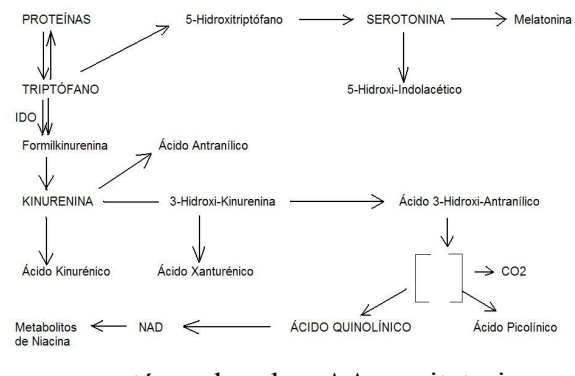 PROTEÍNAS
5-Hidroxitriptófano
SEROTONINA
Melatonina
TRIPTÓFANO
5-Hidroxi-Indolacético
IDO
Formilkinurenina
Ácido Antranílico
KINURENINA
3-Hidroxi-Kinurenina
Ácido 3-Hidroxi-Antranílico
Ácido Kinurénico
Ácido Xanturénico
CO2
Metabolitos
de Niacina
NAD
ÁCIDO QUINOLÍNICO
Ácido Picolínico